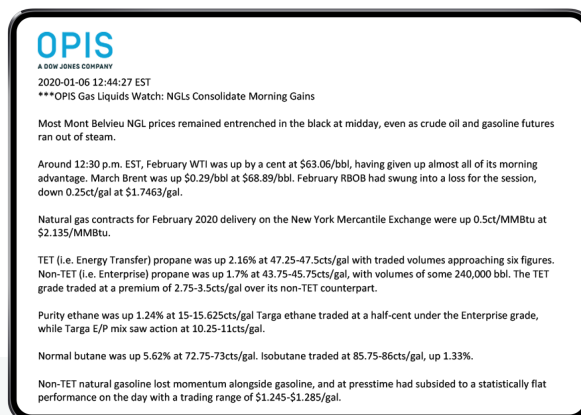 OPIS
A DOW JONES COMPANY
2020-01-06 12:44:27 EST
***OPIS Gas Liquids Watch: NGLs Consolidate Morning Gains
Most Mont Belvieu NGL prices remained entrenched in the black at midday, even as crude oil and gasoline futures
ran out of steam.
Around 12:30 p.m. EST, February WTI was up by a cent at $63.06/bbl, having given up almost all of its morning
advantage. March Brent was up $0.29/bbl at $68.89/bbl. February RBOB had swung into a loss for the session,
down 0.25ct/gal at $1.7463/gal.
Natural gas contracts for February 2020 delivery on the New York Mercantile Exchange were up 0.5ct/MMBtu at
$2.135/MMBtu.
TET (i.e. Energy Transfer) propane was up 2.16% at 47.25-47.5cts/gal with traded volumes approaching six figures.
Non-TET (i.e. Enterprise) propane was up 1.7% at 43.75-45.75cts/gal, with volumes of some 240,000 bbl. The TET
grade traded at a premium of 2.75-3.5cts/gal over its non-TET counterpart.
Purity ethane was up 1.24% at 15-15.625cts/gal Targa ethane traded at a half-cent under the Enterprise grade,
while Targa E/P mix saw action at 10.25-11cts/gal.
Normal butane was up 5.62% at 72.75-73cts/gal. Isobutane traded at 85.75-86cts/gal, up 1.33%.
Non-TET natural gasoline lost momentum alongside gasoline, and at presstime had subsided to a statistically flat
performance on the day with a trading range of $1.245-$1.285/gal.